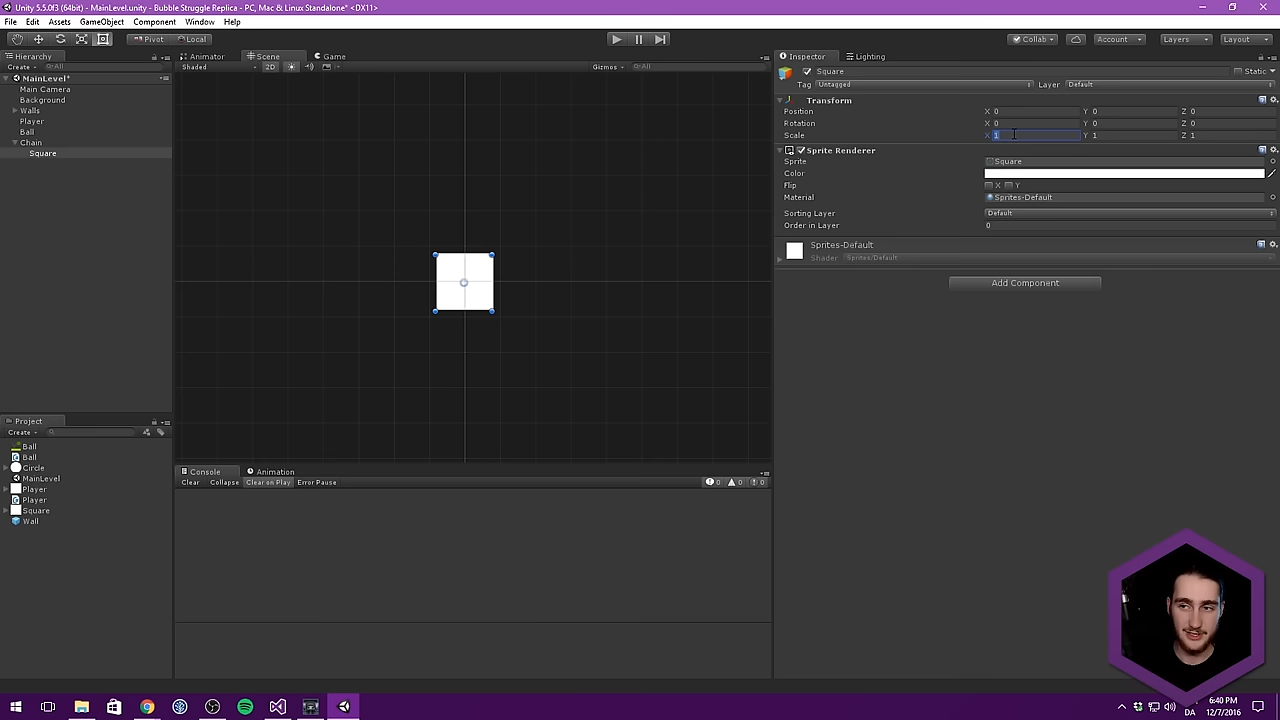 Unity 5.5.0f3 (64bit) - MainLevel.unity - Bubble Struggle Replica - PC, Mac & Linux Standalone* <DX11>
File Edit Assets GameObject Component Window Help
Pivot Local Collab Account Layers Layout
Hierarchy Animator Scene Game Inspector Lighting
Create All Shaded 2D Gizmos All Square Static
MainLevel*
Tag Untagged Layer Default
Main Camera
Background
Walls
Player
Ball
Chain
Square
Transform
Position X 0 Y 0 Z 0
Rotation X 0 Y 0 Z 0
Scale X 1 Y 1 Z 1
Sprite Renderer
Sprite Square
Color
Flip X Y
Material Sprites-Default
Sorting Layer Default
Order in Layer 0
Sprites-Default
Shader Sprites/Default
Add Component
Project
Create
Ball
Ball
Circle
MainLevel
Player
Player
Square
Wall
Console Animation
Clear Collapse Clear on Play Error Pause 0 0 0
6:40 PM
DA 12/7/2016